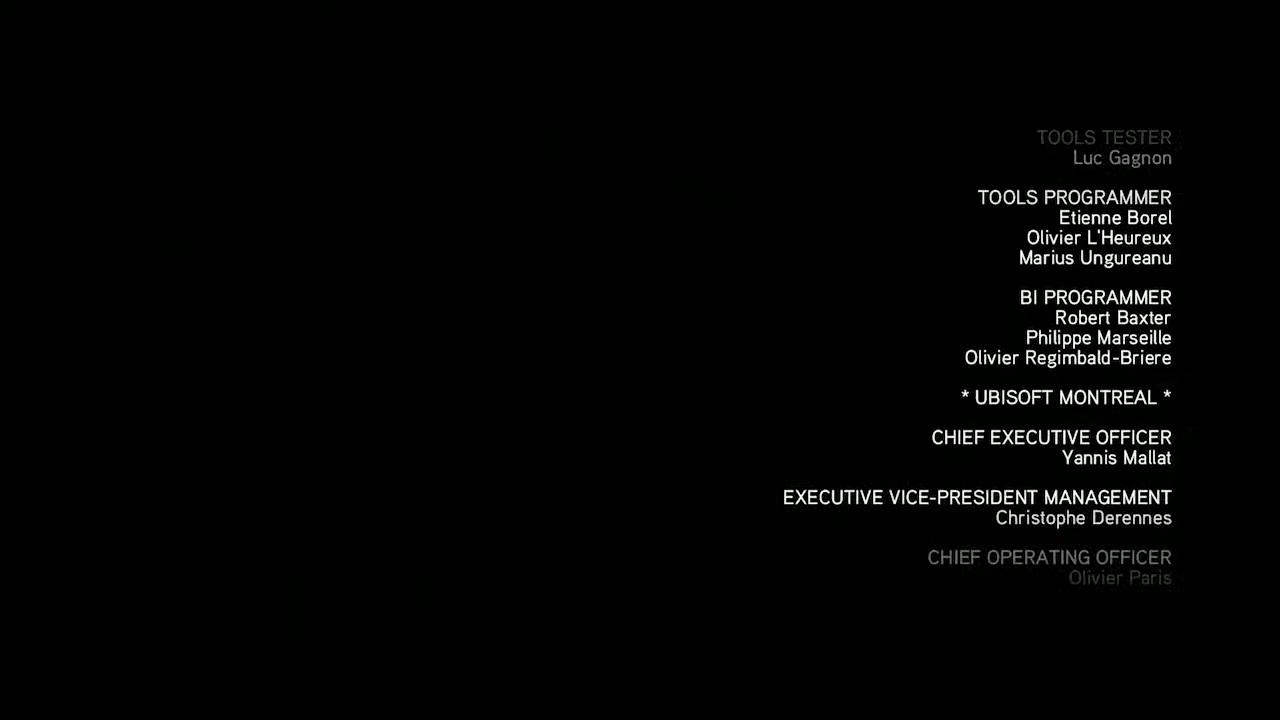 TOOLS TESTER
Luc Gagnon
TOOLS PROGRAMMER
Etienne Borel
Olivier L'Heureux
Marius Ungureanu
BI PROGRAMMER
Robert Baxter
Philippe Marseille
Olivier Regimbald-Briere
* UBISOFT MONTREAL *
CHIEF EXECUTIVE OFFICER
Yannis Mallat
EXECUTIVE VICE-PRESIDENT MANAGEMENT
Christophe Derennes
CHIEF OPERATING OFFICER
Olivier Paris